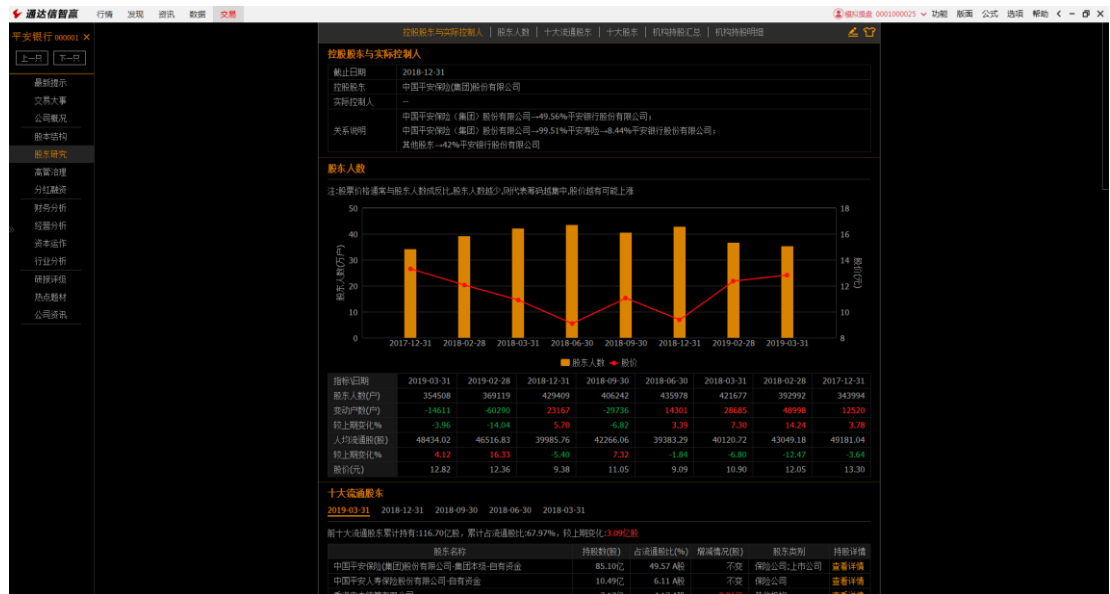 通达信智赢 行情 发现 资讯 数据 交易 模拟操盘 0001000025 功能 版面 公式 选项 帮助
平安银行 000001 ×
上一只 下一只
最新提示
交易大事
公司概况
股本结构
股东研究
高管治理
分红融资
财务分析
经营分析
资本运作
行业分析
研报评级
热点题材
公司资讯
控股股东与实际控制人 | 股东人数 | 十大流通股东 | 十大股东 | 机构持股汇总 | 机构持股明细
控股股东与实际控制人
截止日期 2018-12-31
控股股东 中国平安保险(集团)股份有限公司
实际控制人 --
关系说明 中国平安保险（集团）股份有限公司→49.56%平安银行股份有限公司；
中国平安保险（集团）股份有限公司→99.51%平安寿险→8.44%平安银行股份有限公司；
其他股东→42%平安银行股份有限公司
股东人数
注:股票价格通常与股东人数成反比,股东人数越少,则代表筹码越集中,股价越有可能上涨
50 18
40 16
30 14
20 12
10 10
0 8
股东人数(万户)
股价(元)
2017-12-31 2018-02-28 2018-03-31 2018-06-30 2018-09-30 2018-12-31 2019-02-28 2019-03-31
股东人数 股价
指标\日期 2019-03-31 2019-02-28 2018-12-31 2018-09-30 2018-06-30 2018-03-31 2018-02-28 2017-12-31
股东人数(户) 354508 369119 429409 406242 435978 421677 392992 343994
变动户数(户) -14611 -60290 23167 -29736 14301 28685 48998 12520
较上期变化% -3.96 -14.04 5.70 -6.82 3.39 7.30 14.24 3.78
人均流通股(股) 48434.02 46516.83 39985.76 42266.06 39383.29 40120.72 43049.18 49181.04
较上期变化% 4.12 16.33 -5.40 7.32 -1.84 -6.80 -12.47 -3.64
股价(元) 12.82 12.36 9.38 11.05 9.09 10.90 12.05 13.30
十大流通股东
2019-03-31 2018-12-31 2018-09-30 2018-06-30 2018-03-31
前十大流通股东累计持有:116.70亿股，累计占流通股比:67.97%，较上期变化:3.09亿股
股东名称 持股数(股) 占流通股比(%) 增减情况(股) 股东类别 持股详情
中国平安保险(集团)股份有限公司-集团本级-自有资金 85.10亿 49.57 A股 不变 保险公司;上市公司 查看详情
中国平安人寿保险股份有限公司-自有资金 10.49亿 6.11 A股 不变 保险公司 查看详情